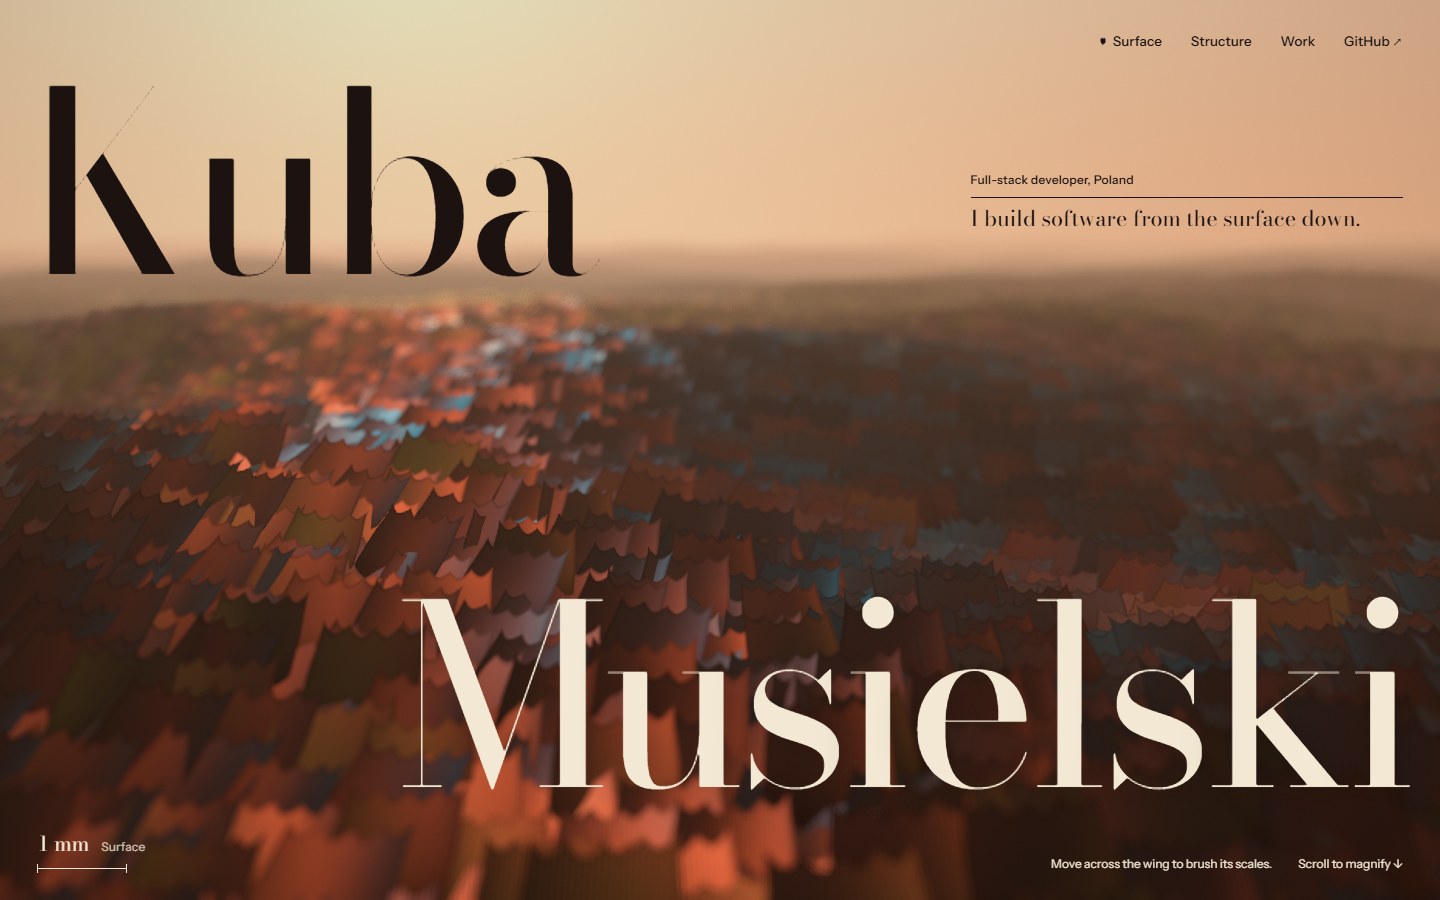 Surface Structure Work GitHub ↗
Kuba
Full-stack developer, Poland
I build software from the surface down.
Musielski
1 mm Surface
Move across the wing to brush its scales. Scroll to magnify ↓